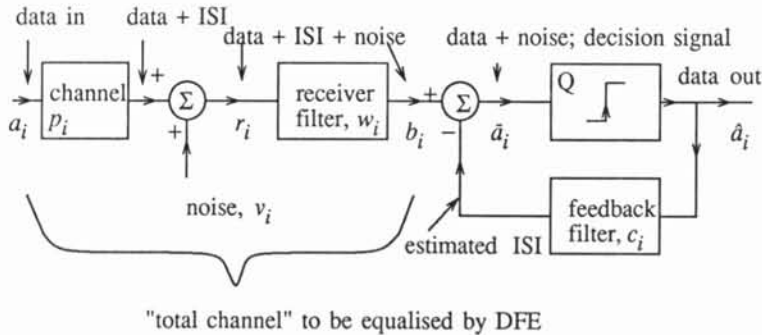 data in
data + ISI
data + ISI + noise
data + noise; decision signal
channel
p_i
+
Σ
+
receiver
filter, w_i
+
Σ
−
Q
data out
a_i
r_i
b_i
ã_i
â_i
noise, v_i
feedback
filter, c_i
estimated ISI
"total channel" to be equalised by DFE